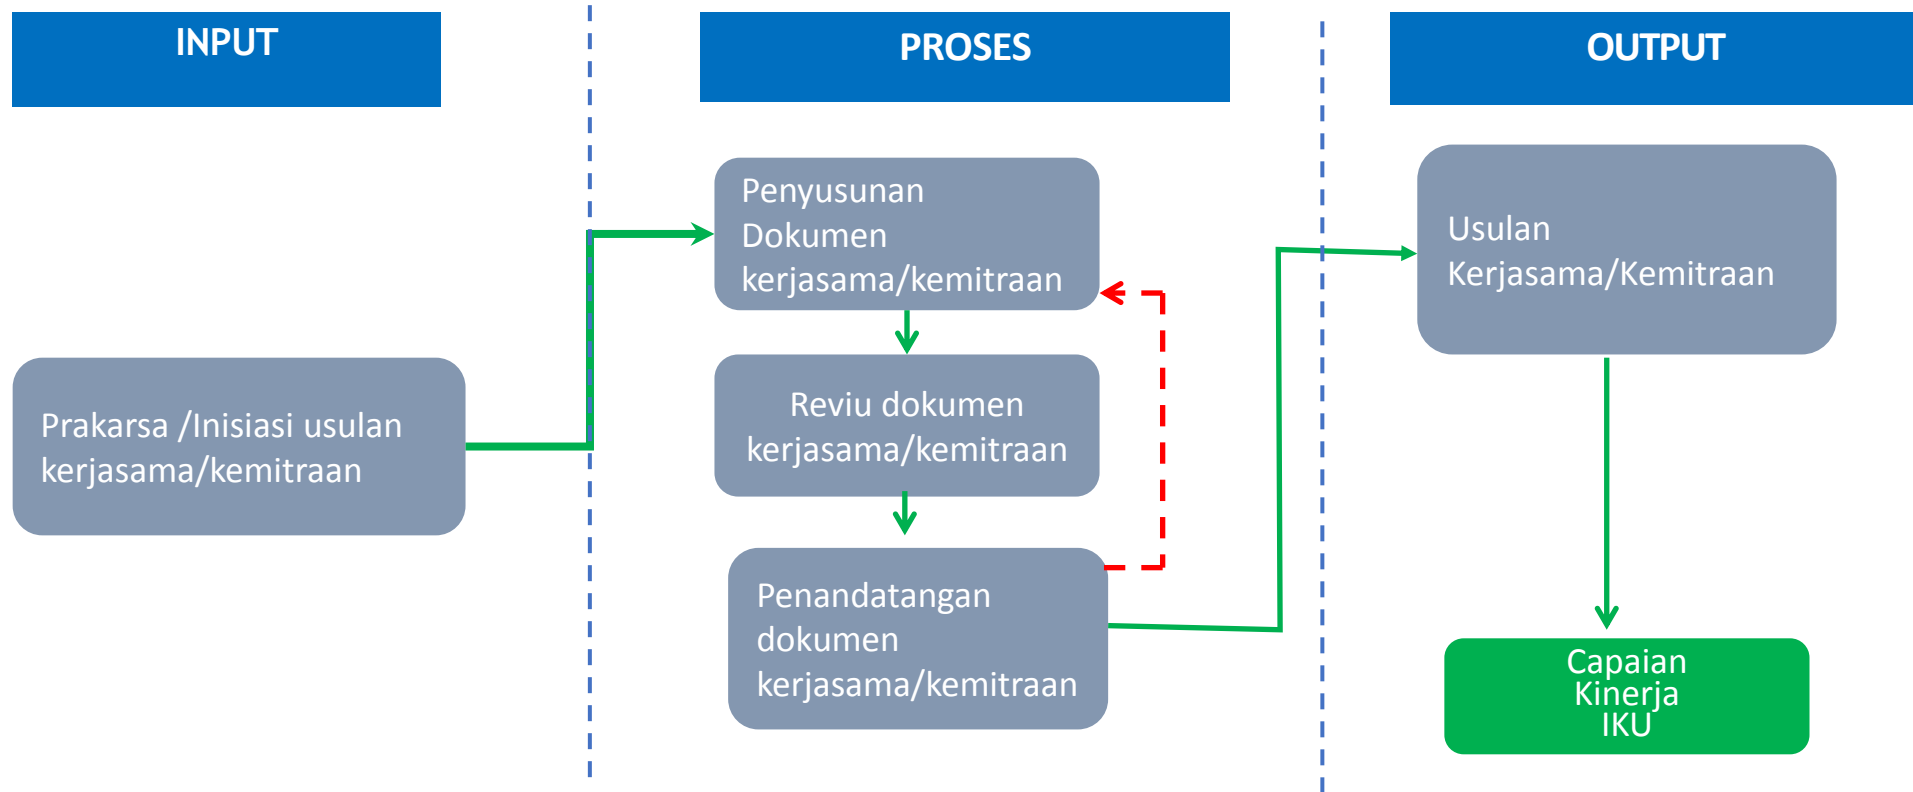 INPUT
PROSES
OUTPUT
Prakarsa /Inisiasi usulan
kerjasama/kemitraan
Penyusunan
Dokumen
kerjasama/kemitraan
Reviu dokumen
kerjasama/kemitraan
Penandatangan
dokumen
kerjasama/kemitraan
Usulan
Kerjasama/Kemitraan
Capaian
Kinerja
IKU